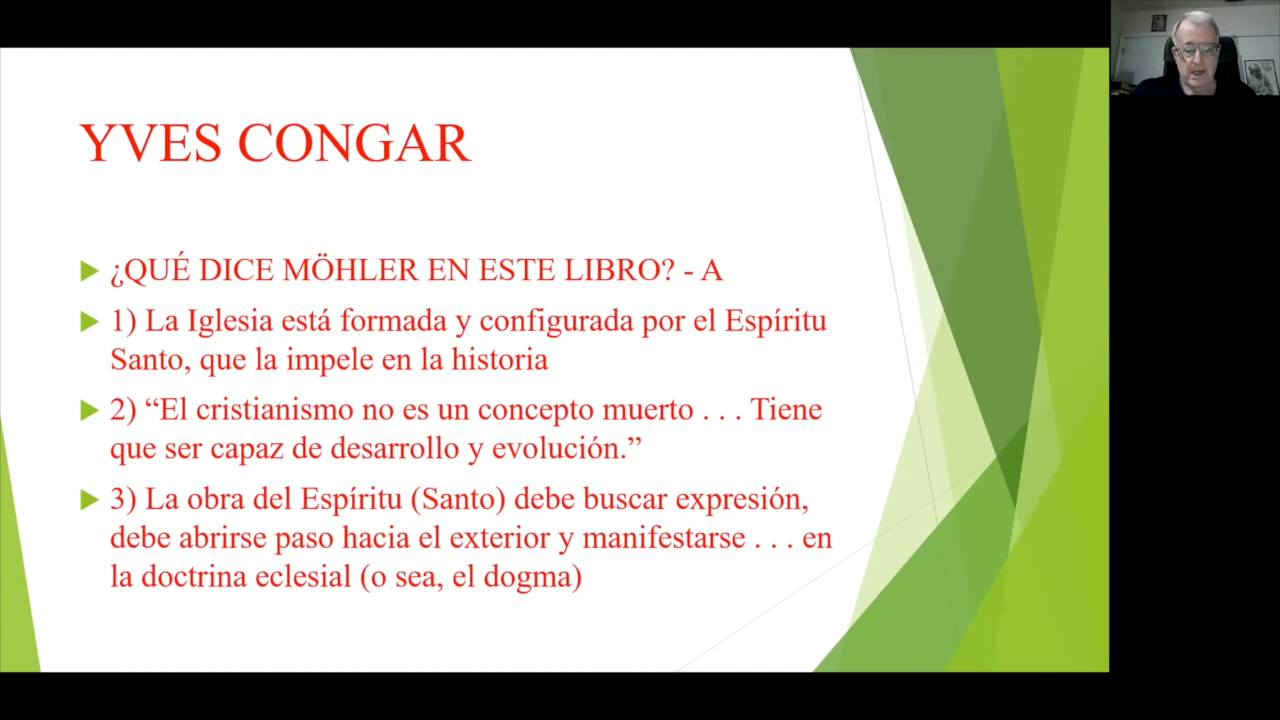 YVES CONGAR
¿QUÉ DICE MÖHLER EN ESTE LIBRO? - A
1) La Iglesia está formada y configurada por el Espíritu
Santo, que la impele en la historia
2) “El cristianismo no es un concepto muerto . . . Tiene
que ser capaz de desarrollo y evolución.”
3) La obra del Espíritu (Santo) debe buscar expresión,
debe abrirse paso hacia el exterior y manifestarse . . . en
la doctrina eclesial (o sea, el dogma)